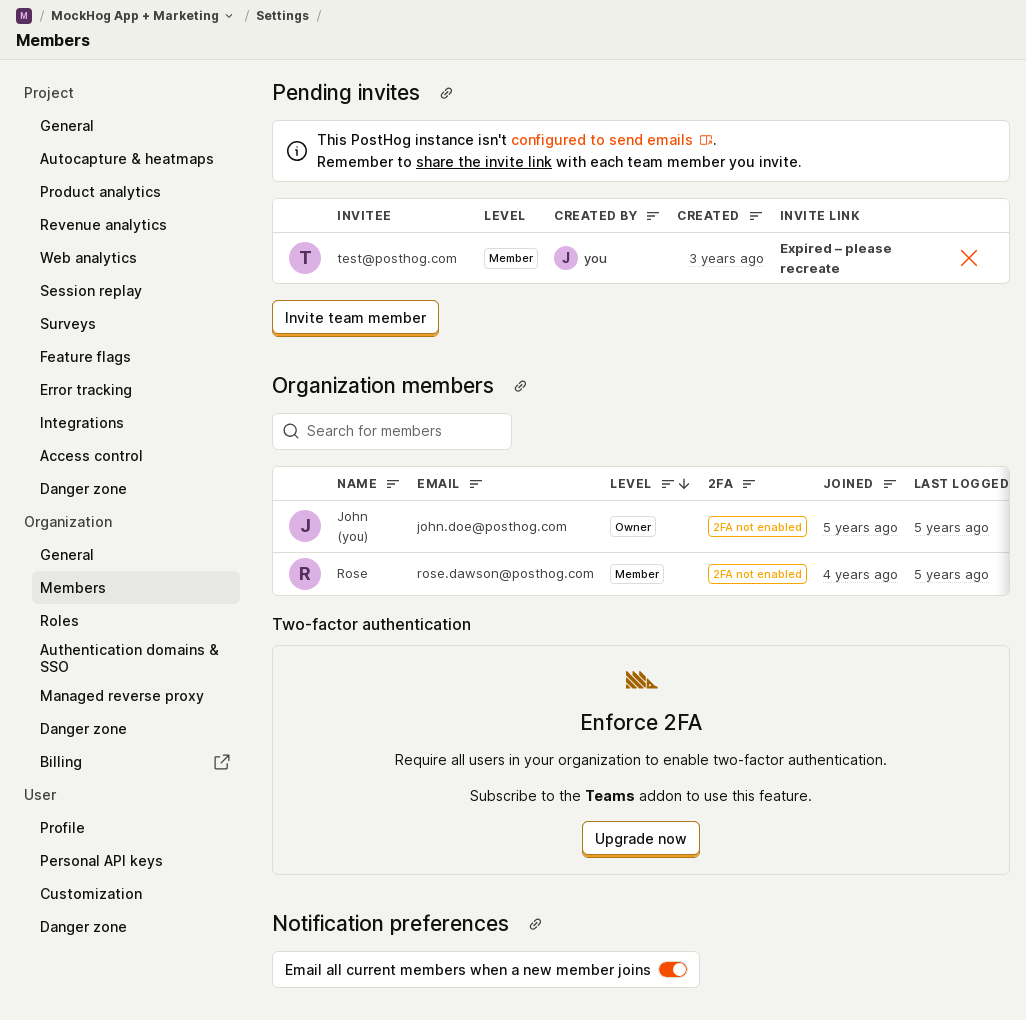 M / MockHog App + Marketing / Settings /
Members
Project
General
Autocapture & heatmaps
Product analytics
Revenue analytics
Web analytics
Session replay
Surveys
Feature flags
Error tracking
Integrations
Access control
Danger zone
Organization
General
Members
Roles
Authentication domains &
SSO
Managed reverse proxy
Danger zone
Billing
User
Profile
Personal API keys
Customization
Danger zone
Pending invites
This PostHog instance isn't configured to send emails .
Remember to share the invite link with each team member you invite.
INVITEE LEVEL CREATED BY CREATED INVITE LINK
T test@posthog.com Member J you 3 years ago Expired – please
recreate
Invite team member
Organization members
Search for members
NAME EMAIL LEVEL 2FA JOINED LAST LOGGED
J John john.doe@posthog.com Owner 2FA not enabled 5 years ago 5 years ago
(you)
R Rose rose.dawson@posthog.com Member 2FA not enabled 4 years ago 5 years ago
Two-factor authentication
Enforce 2FA
Require all users in your organization to enable two-factor authentication.
Subscribe to the Teams addon to use this feature.
Upgrade now
Notification preferences
Email all current members when a new member joins